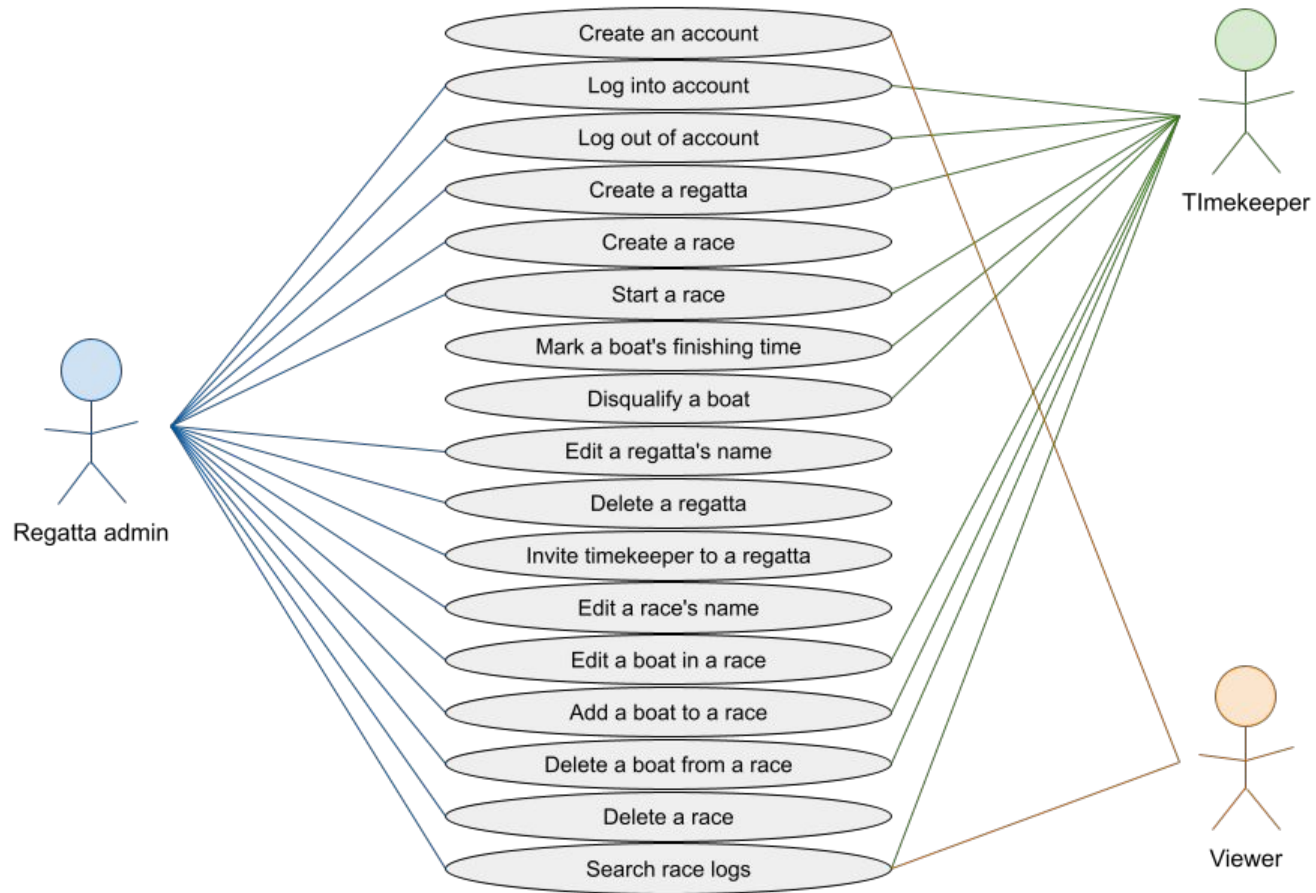 Create an account
Log into account
Log out of account
Create a regatta
Create a race
Start a race
Mark a boat's finishing time
Disqualify a boat
Edit a regatta's name
Delete a regatta
Invite timekeeper to a regatta
Edit a race's name
Edit a boat in a race
Add a boat to a race
Delete a boat from a race
Delete a race
Search race logs
Regatta admin
TImekeeper
Viewer